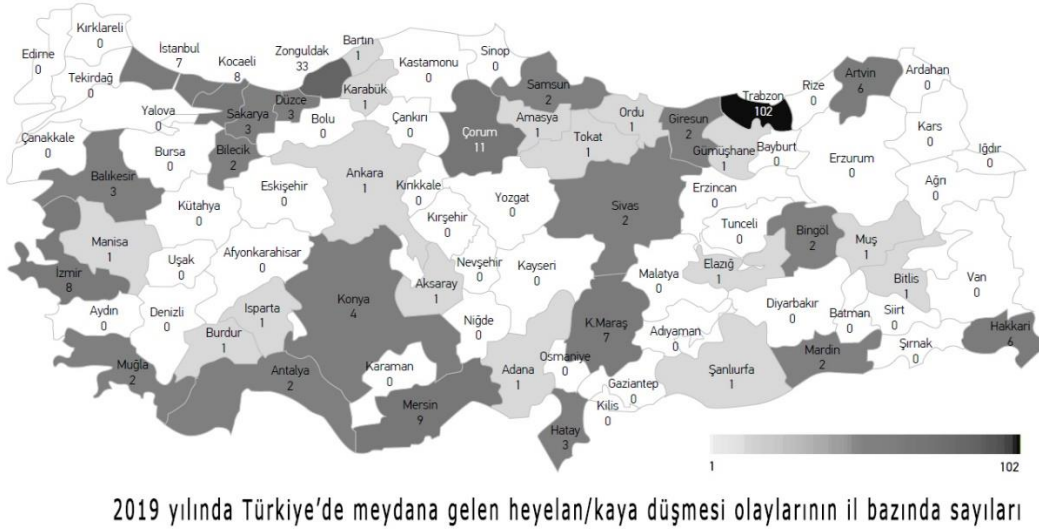 Kırklareli
0
Edirne
0
Tekirdağ
0
İstanbul
7
Kocaeli
8
Yalova
0
Sakarya
3
Düzce
3
Zonguldak
33
Bartın
1
Karabük
1
Bolu
0
Kastamonu
0
Çankırı
0
Sinop
0
Samsun
2
Çorum
11
Amasya
1
Tokat
1
Ordu
1
Giresun
2
Gümüşhane
1
Trabzon
102
Bayburt
0
Rize
0
Artvin
6
Ardahan
0
Kars
0
Iğdır
0
Ağrı
0
Erzurum
0
Erzincan
0
Çanakkale
0
Balıkesir
3
Bursa
0
Bilecik
2
Kütahya
0
Eskişehir
0
Ankara
1
Kırıkkale
0
Kırşehir
0
Yozgat
0
Sivas
2
Tunceli
0
Bingöl
2
Muş
1
Bitlis
1
Van
0
Elazığ
1
Malatya
0
Manisa
1
İzmir
8
Uşak
0
Afyonkarahisar
0
Aydın
0
Denizli
0
Burdur
1
Isparta
1
Konya
4
Aksaray
1
Nevşehir
0
Kayseri
0
Niğde
0
K.Maraş
7
Adıyaman
0
Diyarbakır
0
Batman
0
Siirt
0
Şırnak
0
Hakkari
6
Mardin
2
Şanlıurfa
1
Gaziantep
0
Kilis
0
Osmaniye
0
Hatay
3
Adana
1
Mersin
9
Karaman
0
Antalya
2
Muğla
2
1
102
2019 yılında Türkiye'de meydana gelen heyelan/kaya düşmesi olaylarının il bazında sayıları